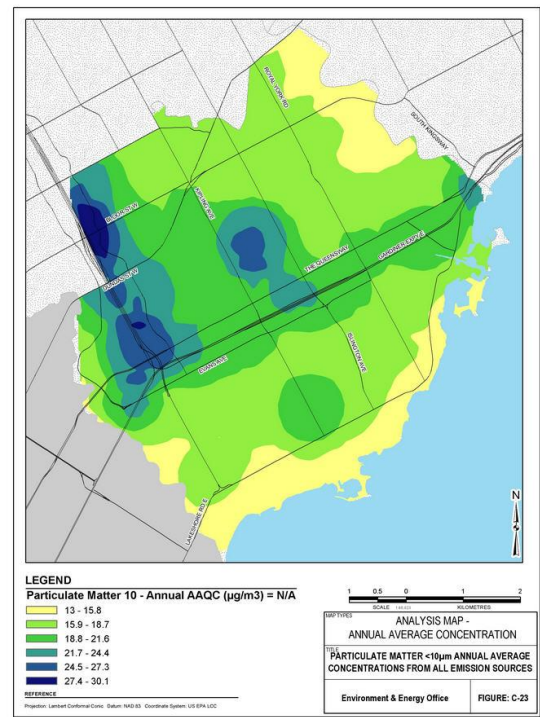 ROYAL YORK RD
SOUTH KINGSWAY
KIPLING AVE
BLOOR ST W
DUNDAS ST W
THE QUEENSWAY
GARDINER EXPY E
EVANS AVE
ISLINGTON AVE
LAKESHORE RD E
N
LEGEND
Particulate Matter 10 - Annual AAQC (µg/m3) = N/A
13 - 15.8
15.9 - 18.7
18.8 - 21.6
21.7 - 24.4
24.5 - 27.3
27.4 - 30.1
REFERENCE
Projection: Lambert Conformal Conic Datum: NAD 83 Coordinate System: US EPA LCC
1 0.5 0 1 2
SCALE KILOMETRES
MAP TYPES
ANALYSIS MAP -
ANNUAL AVERAGE CONCENTRATION
TITLE
PARTICULATE MATTER <10µm ANNUAL AVERAGE
CONCENTRATIONS FROM ALL EMISSION SOURCES
Environment & Energy Office
FIGURE: C-23